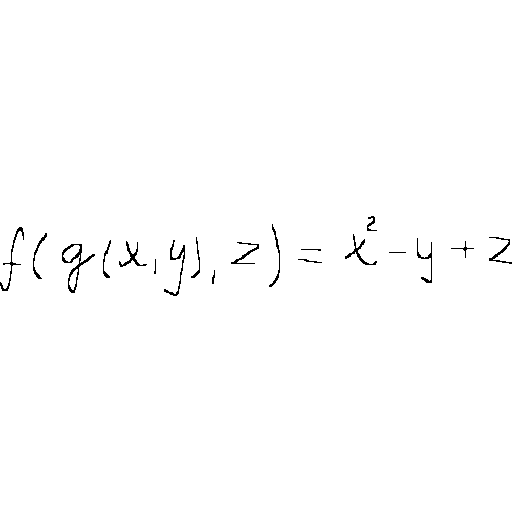 f(g(x,y), z) = x² - y + z